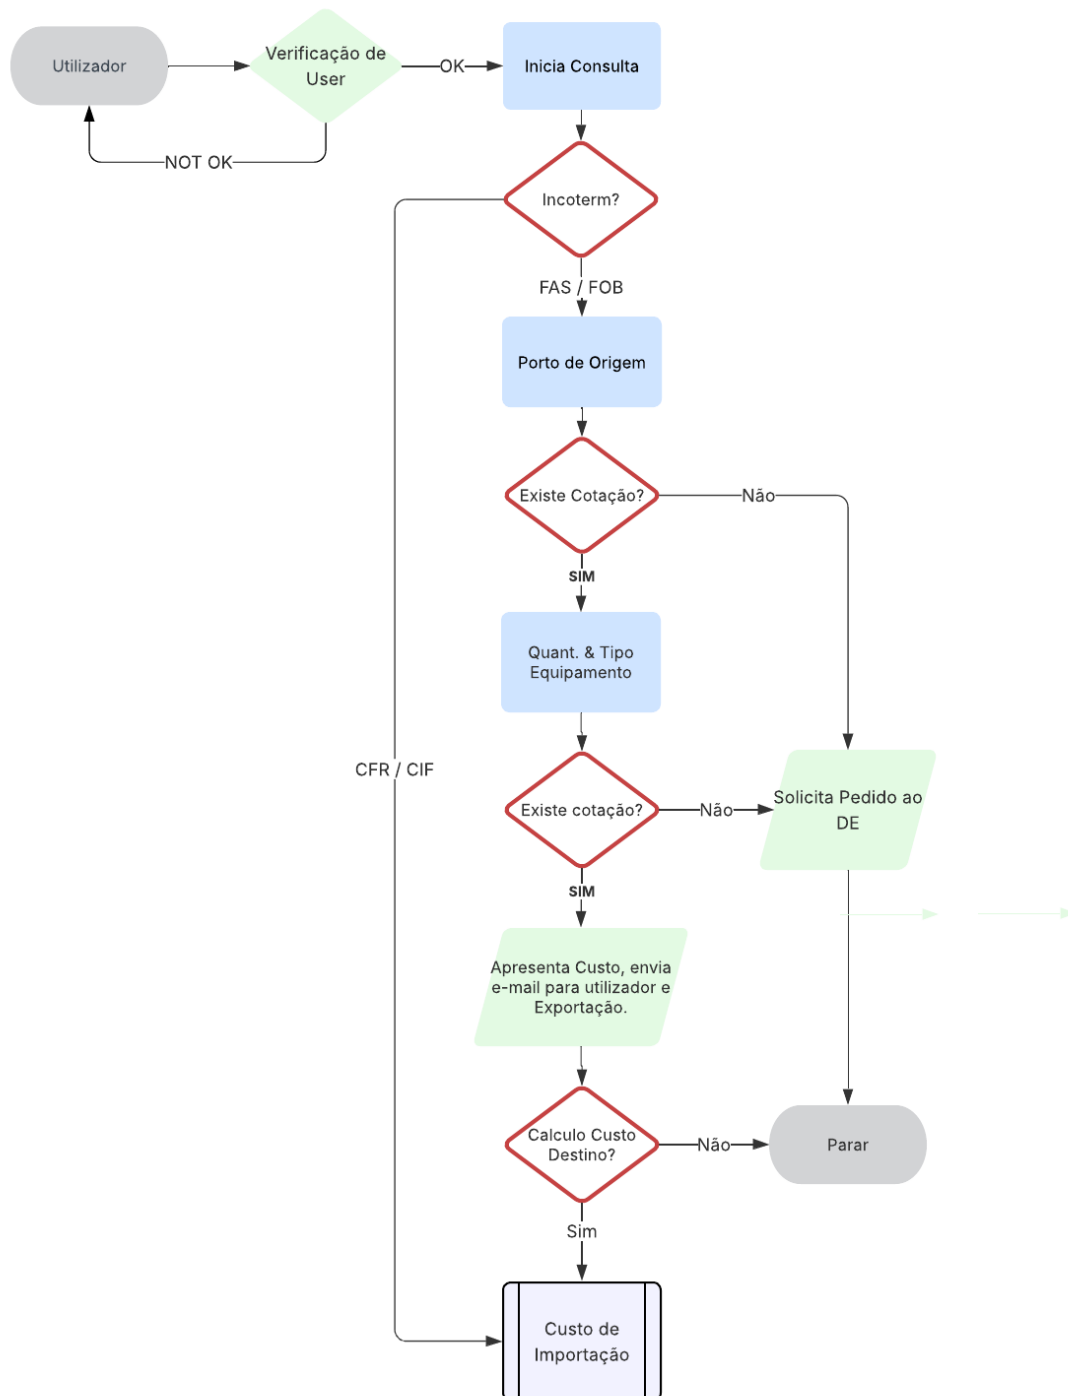 Utilizador
Verificação de
User
OK
Inicia Consulta
NOT OK
Incoterm?
FAS / FOB
Porto de Origem
Existe Cotação?
Não
SIM
Quant. & Tipo
Equipamento
CFR / CIF
Existe cotação?
Não
Solicita Pedido ao
DE
SIM
Apresenta Custo, envia
e-mail para utilizador e
Exportação.
Calculo Custo
Destino?
Não
Parar
Sim
Custo de
Importação